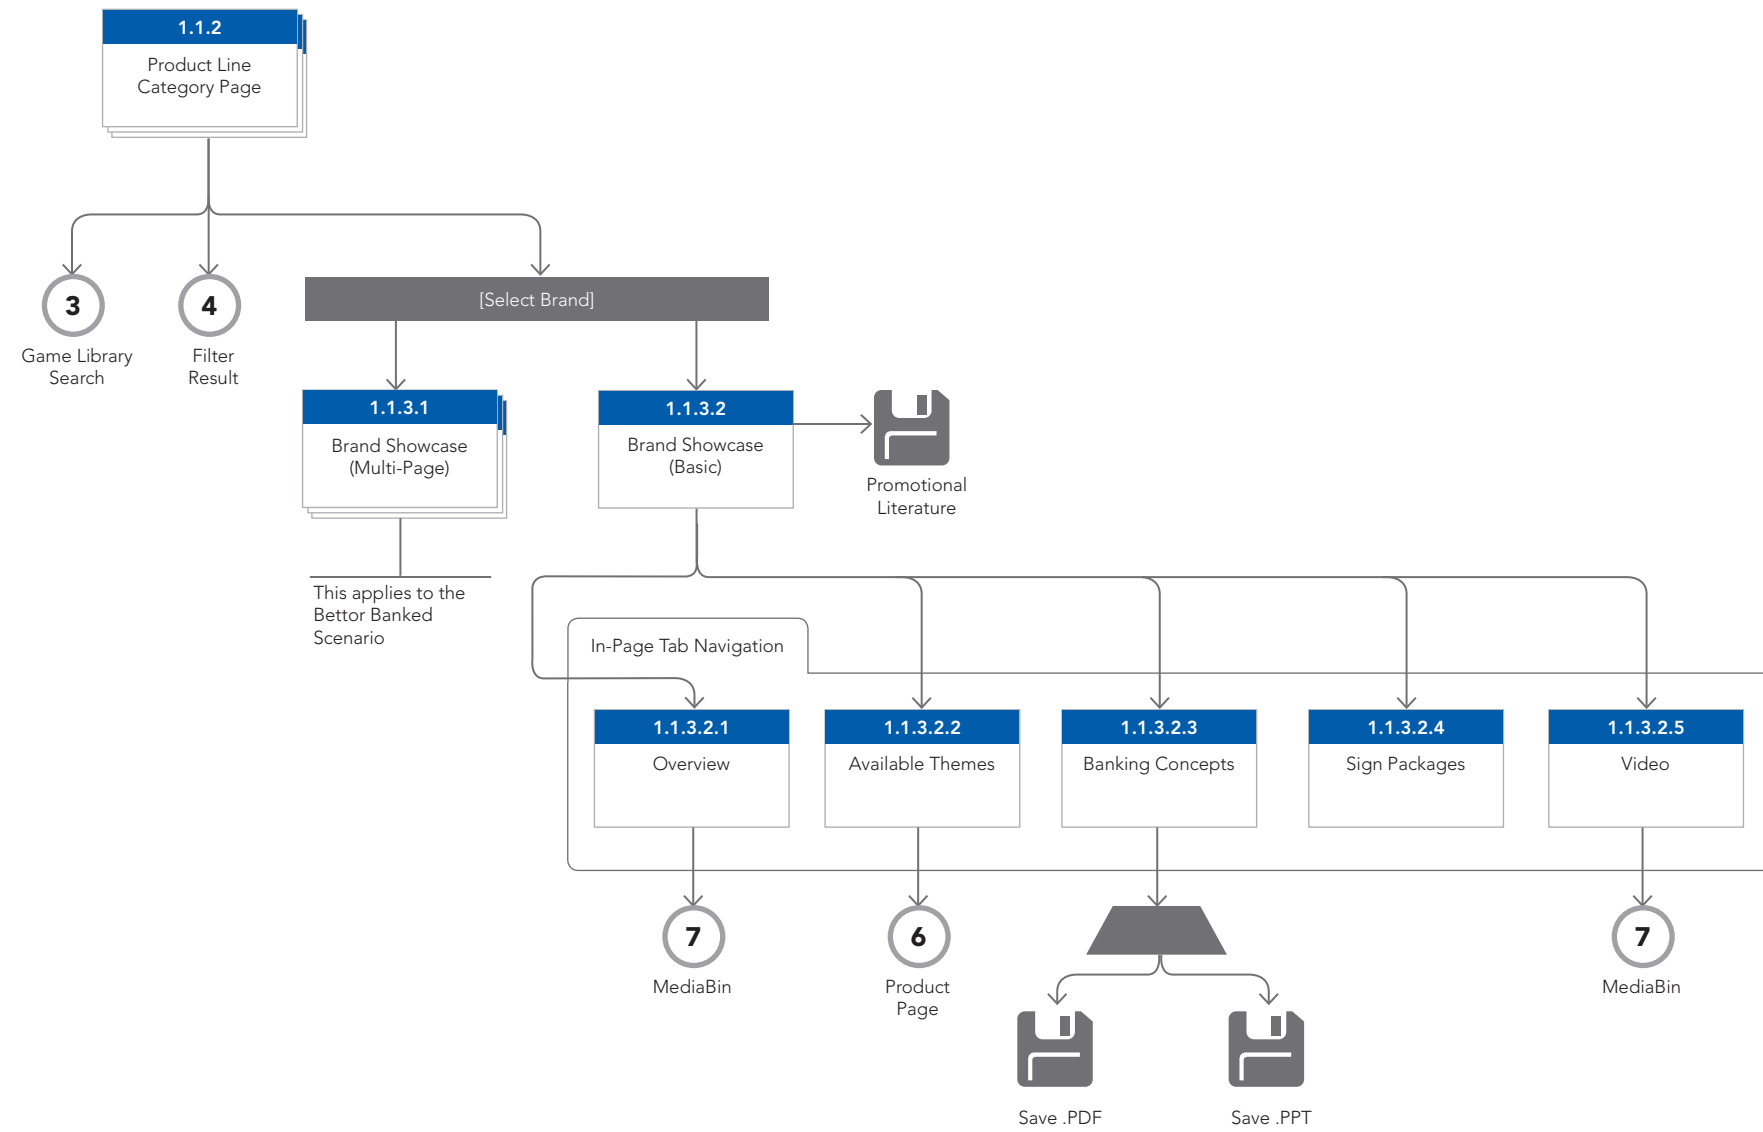 1.1.2
Product Line
Category Page
3
Game Library
Search
4
Filter
Result
[Select Brand]
1.1.3.1
Brand Showcase
(Multi-Page)
This applies to the
Bettor Banked
Scenario
1.1.3.2
Brand Showcase
(Basic)
Promotional
Literature
In-Page Tab Navigation
1.1.3.2.1
Overview
1.1.3.2.2
Available Themes
1.1.3.2.3
Banking Concepts
1.1.3.2.4
Sign Packages
1.1.3.2.5
Video
7
MediaBin
6
Product
Page
7
MediaBin
Save .PDF
Save .PPT